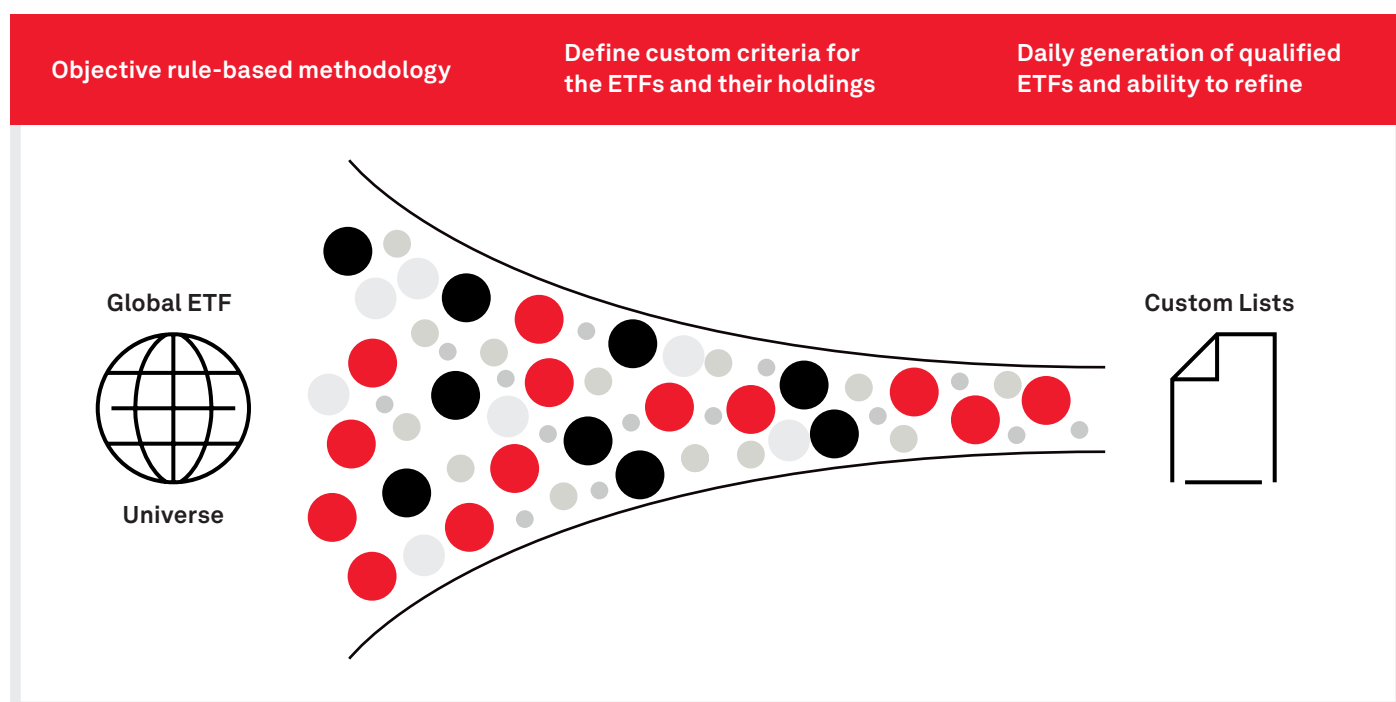 Objective rule-based methodology
Define custom criteria for
the ETFs and their holdings
Daily generation of qualified
ETFs and ability to refine
Global ETF
Universe
Custom Lists